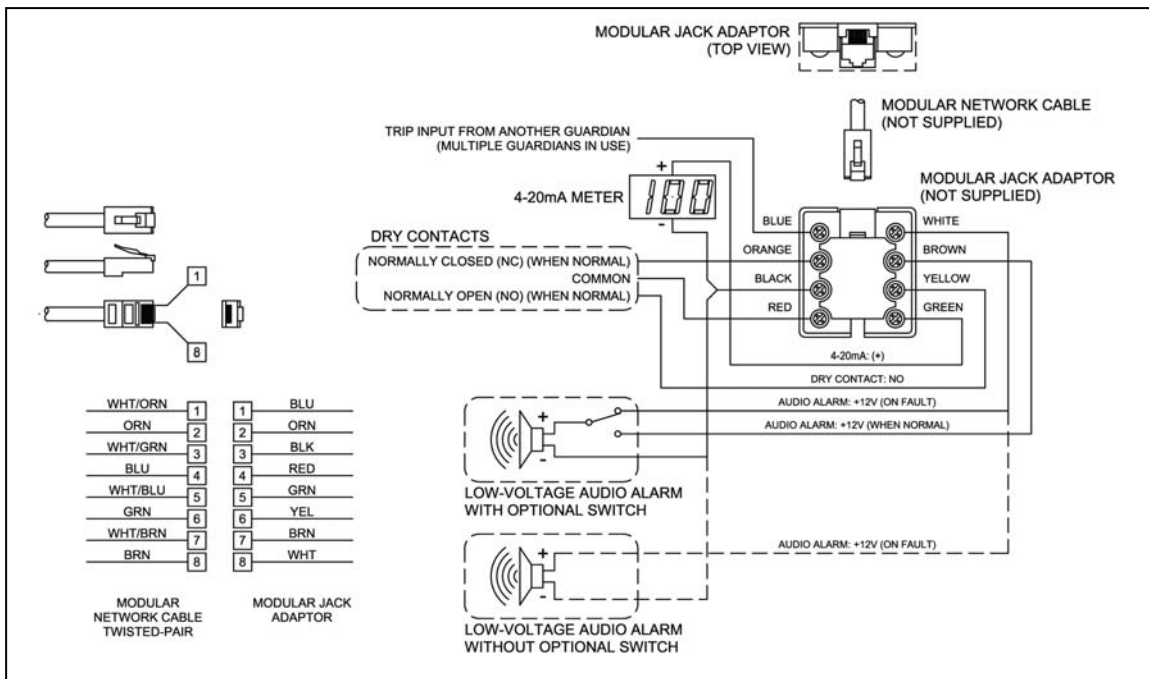 MODULAR JACK ADAPTOR
(TOP VIEW)
MODULAR NETWORK CABLE
(NOT SUPPLIED)
TRIP INPUT FROM ANOTHER GUARDIAN
(MULTIPLE GUARDIANS IN USE)
+
4-20mA METER
100
-
MODULAR JACK ADAPTOR
(NOT SUPPLIED)
BLUE
WHITE
DRY CONTACTS
ORANGE
BROWN
NORMALLY CLOSED (NC) (WHEN NORMAL)
COMMON
BLACK
YELLOW
NORMALLY OPEN (NO) (WHEN NORMAL)
RED
GREEN
4-20mA: (+)
DRY CONTACT: NO
AUDIO ALARM: +12V (ON FAULT)
AUDIO ALARM: +12V (WHEN NORMAL)
+
-
LOW-VOLTAGE AUDIO ALARM
WITH OPTIONAL SWITCH
AUDIO ALARM: +12V (ON FAULT)
+
-
LOW-VOLTAGE AUDIO ALARM
WITHOUT OPTIONAL SWITCH
1
8
WHT/ORN 1
ORN 2
WHT/GRN 3
BLU 4
WHT/BLU 5
GRN 6
WHT/BRN 7
BRN 8
MODULAR
NETWORK CABLE
TWISTED-PAIR
1 BLU
2 ORN
3 BLK
4 RED
5 GRN
6 YEL
7 BRN
8 WHT
MODULAR JACK
ADAPTOR